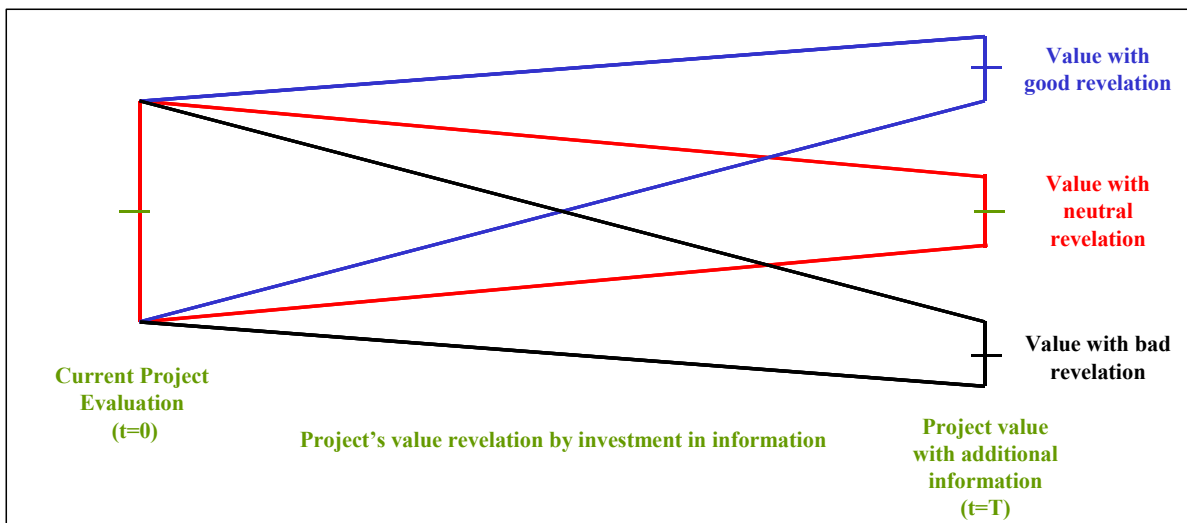 Value with
good revelation
Value with
neutral
revelation
Value with bad
revelation
Current Project
Evaluation
(t=0)
Project’s value revelation by investment in information
Project value
with additional
information
(t=T)